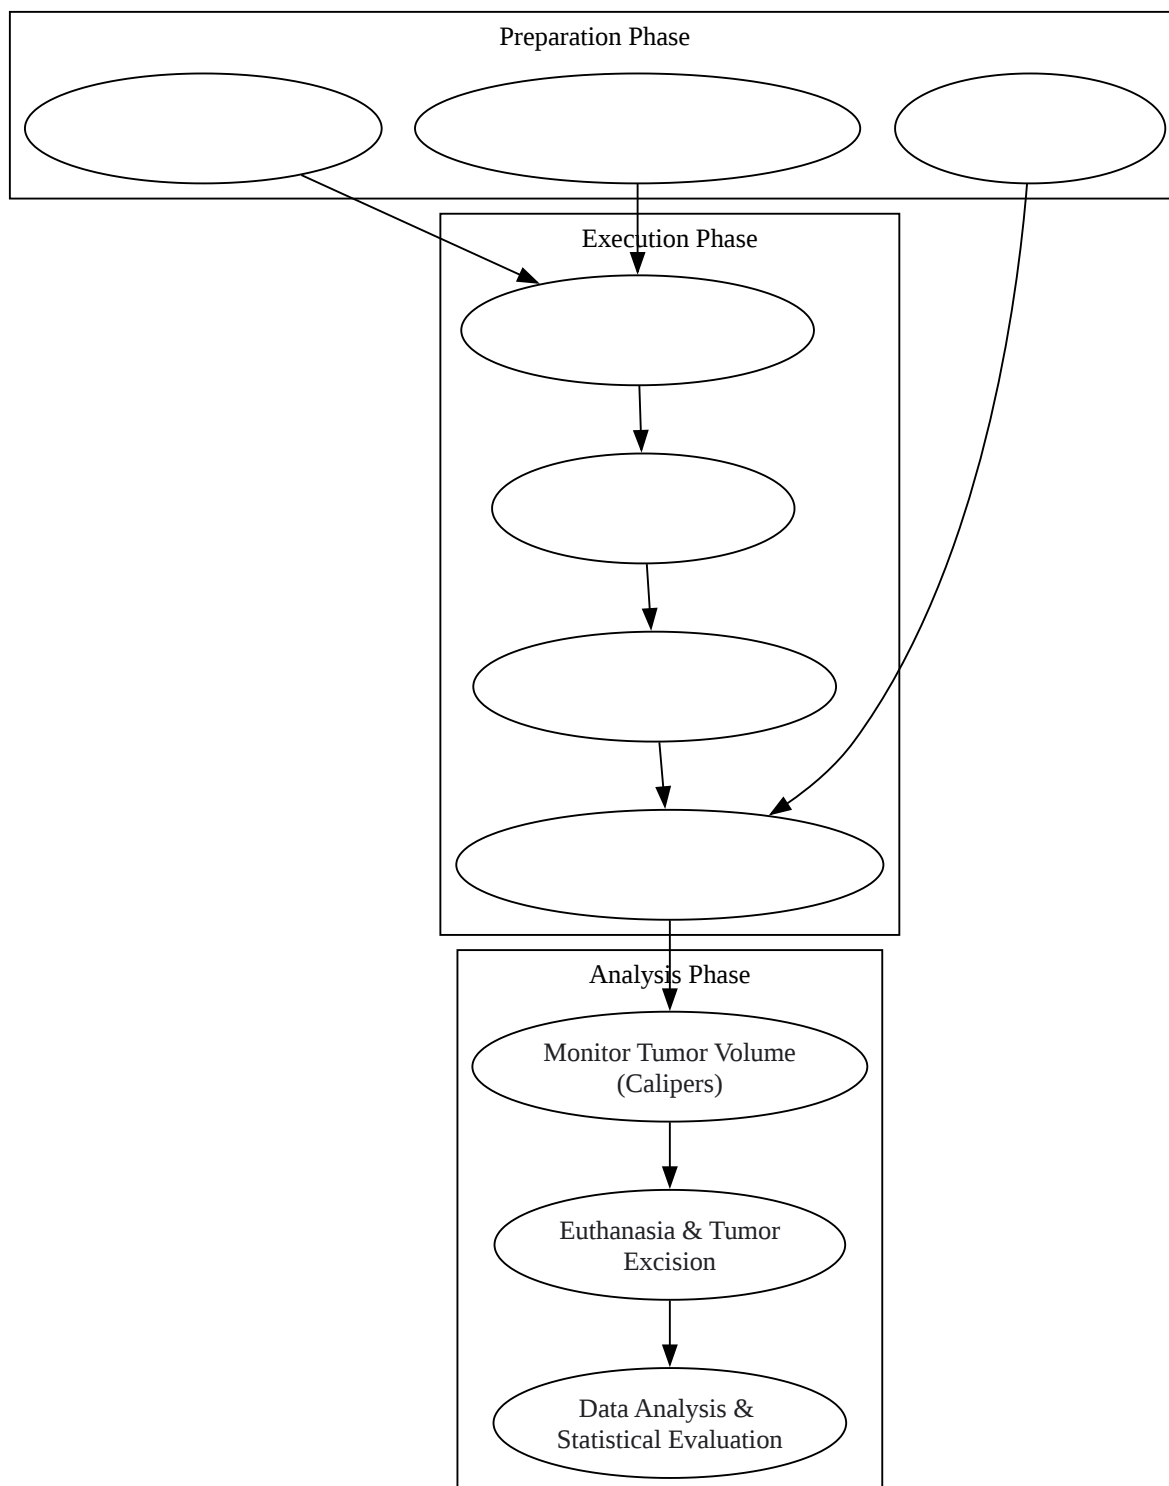 Preparation Phase
Execution Phase
Analysis Phase
Monitor Tumor Volume
(Calipers)
Euthanasia & Tumor
Excision
Data Analysis &
Statistical Evaluation